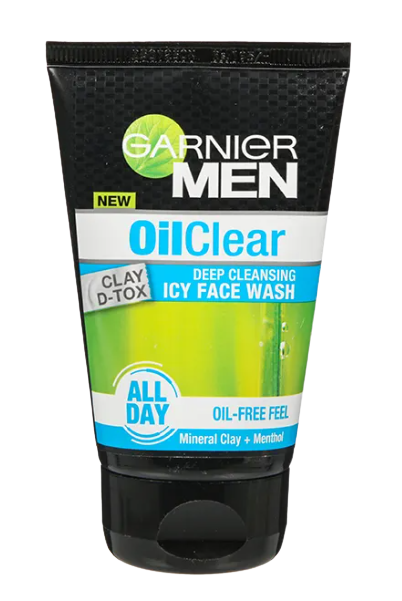 GARNIER
MEN
NEW
OilClear
CLAY
D-TOX
DEEP CLEANSING
ICY FACE WASH
ALL
DAY
OIL-FREE FEEL
Mineral Clay + Menthol